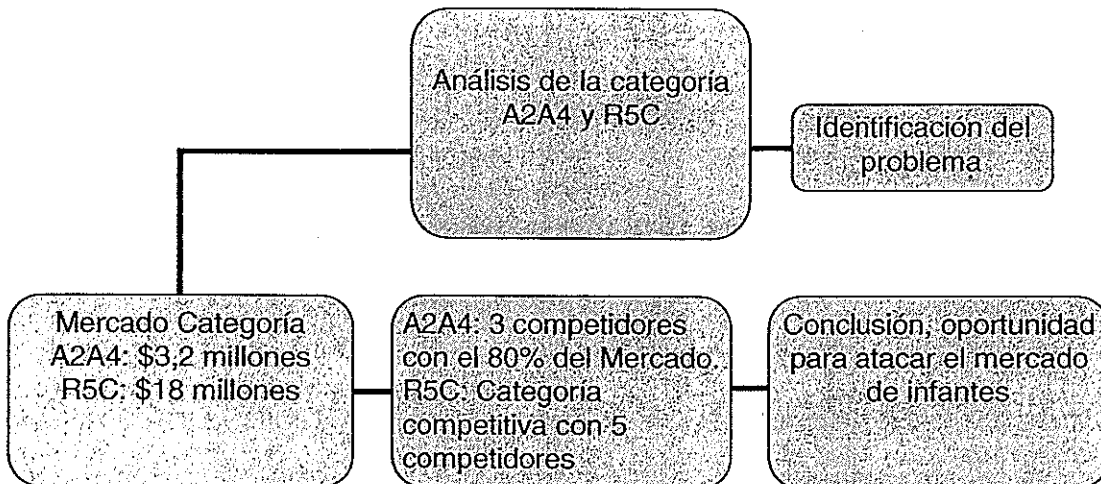 Análisis de la categoría
A2A4 y R5C
Identificación del
problema
Mercado Categoría
A2A4: $3,2 millones
R5C: $18 millones
A2A4: 3 competidores
con el 80% del Mercado.
R5C: Categoria
competitiva con 5
competidores
Conclusión, oportunidad
para atacar el mercado
de infantes